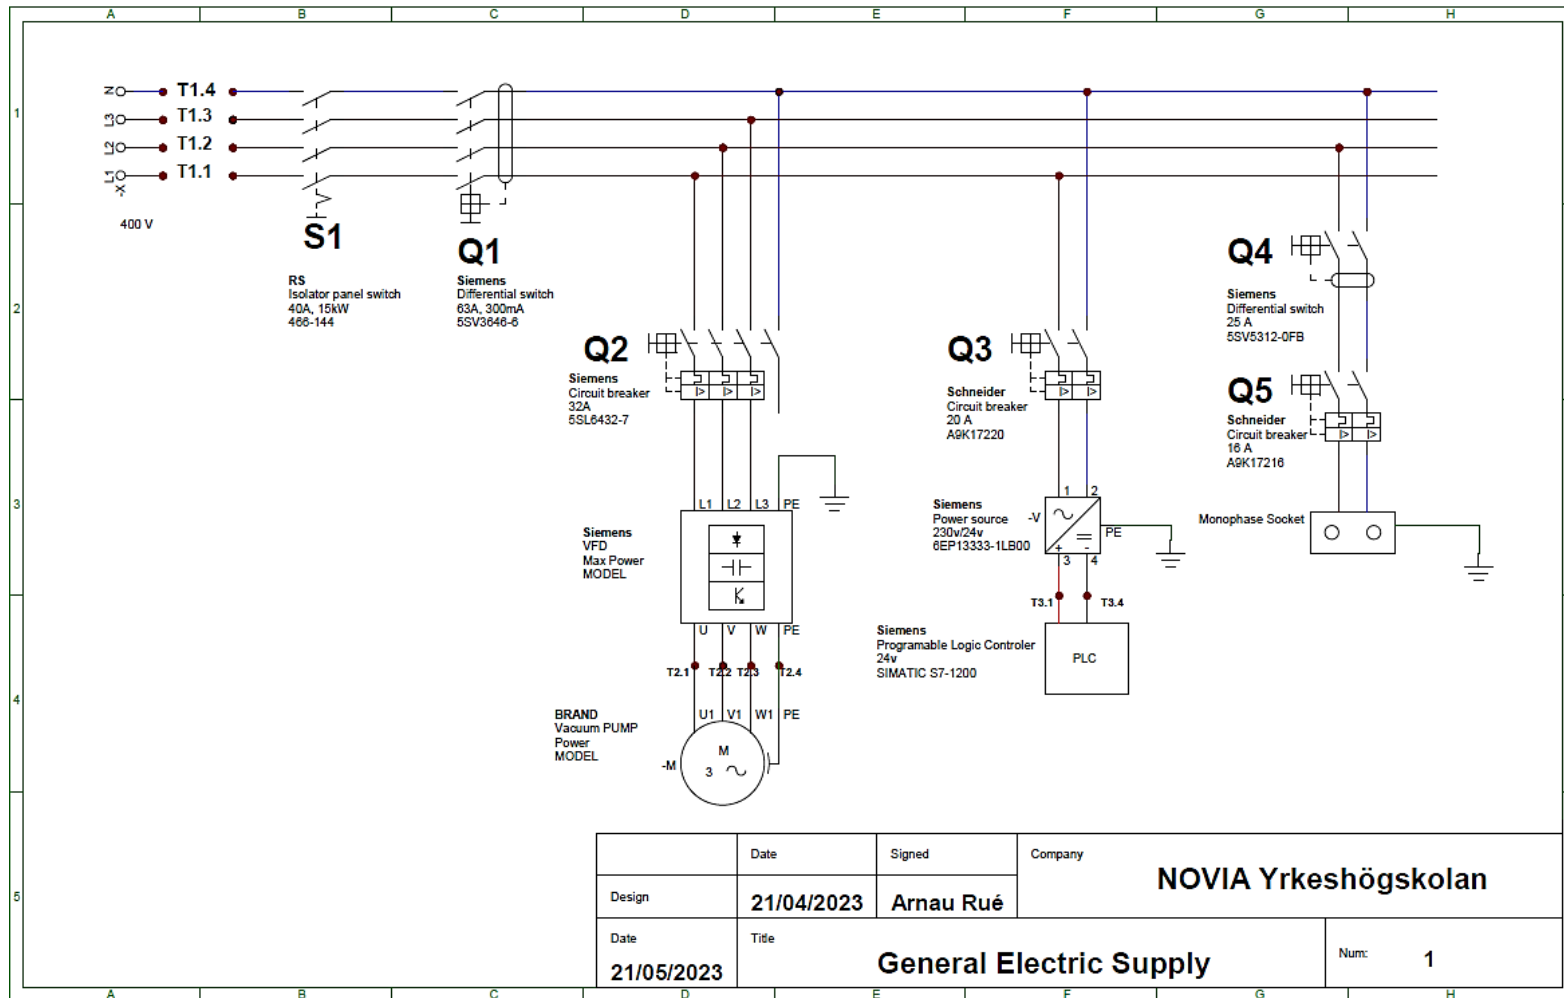 A B C D E F G H
1
N T1.4
L3 T1.3
L2 T1.2
L1 T1.1
-X
400 V
S1
RS
Isolator panel switch
40A, 15kW
466-144
Q1
Siemens
Differential switch
63A, 300mA
5SV3646-6
2
Q4
Siemens
Differential switch
25 A
5SV5312-0FB
Q2
Siemens
Circuit breaker
32A
5SL6432-7
I> I> I>
Q3
Schneider
Circuit breaker
20 A
A9K17220
I> I>
Q5
Schneider
Circuit breaker
16 A
A9K17216
I> I>
3
L1 L2 L3 PE
Siemens
VFD
Max Power
MODEL
U V W PE
1 2
Siemens
Power source
230v/24v
6EP13333-1LB00
-V
PE
+ -
3 4
Monophase Socket
T3.1 T3.4
Siemens
Programable Logic Controler
24v
SIMATIC S7-1200
PLC
4
T2.1 T2.2 T2.3 T2.4
BRAND
Vacuum PUMP
Power
MODEL
U1 V1 W1 PE
-M
M
3
5
Date Signed Company
NOVIA Yrkeshögskolan
Design 21/04/2023 Arnau Rué
Date Title
21/05/2023 General Electric Supply
Num: 1
A B C D E F G H